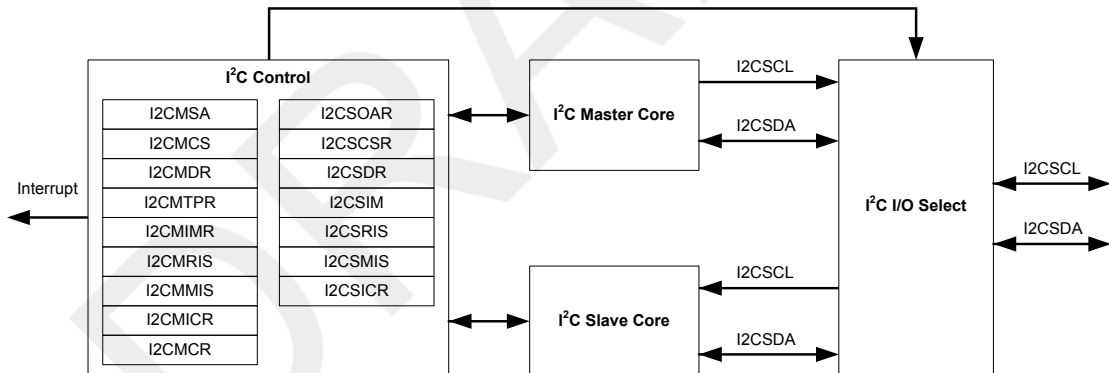 I²C Control
I2CMSA
I2CMCS
I2CMDR
I2CMTPR
I2CMIMR
I2CMRIS
I2CMMIS
I2CMICR
I2CMCR
I2CSOAR
I2CSCSR
I2CSDR
I2CSIM
I2CSRIS
I2CSMIS
I2CSICR
Interrupt
I²C Master Core
I2CSCL
I2CSDA
I²C Slave Core
I2CSCL
I2CSDA
I²C I/O Select
I2CSCL
I2CSDA